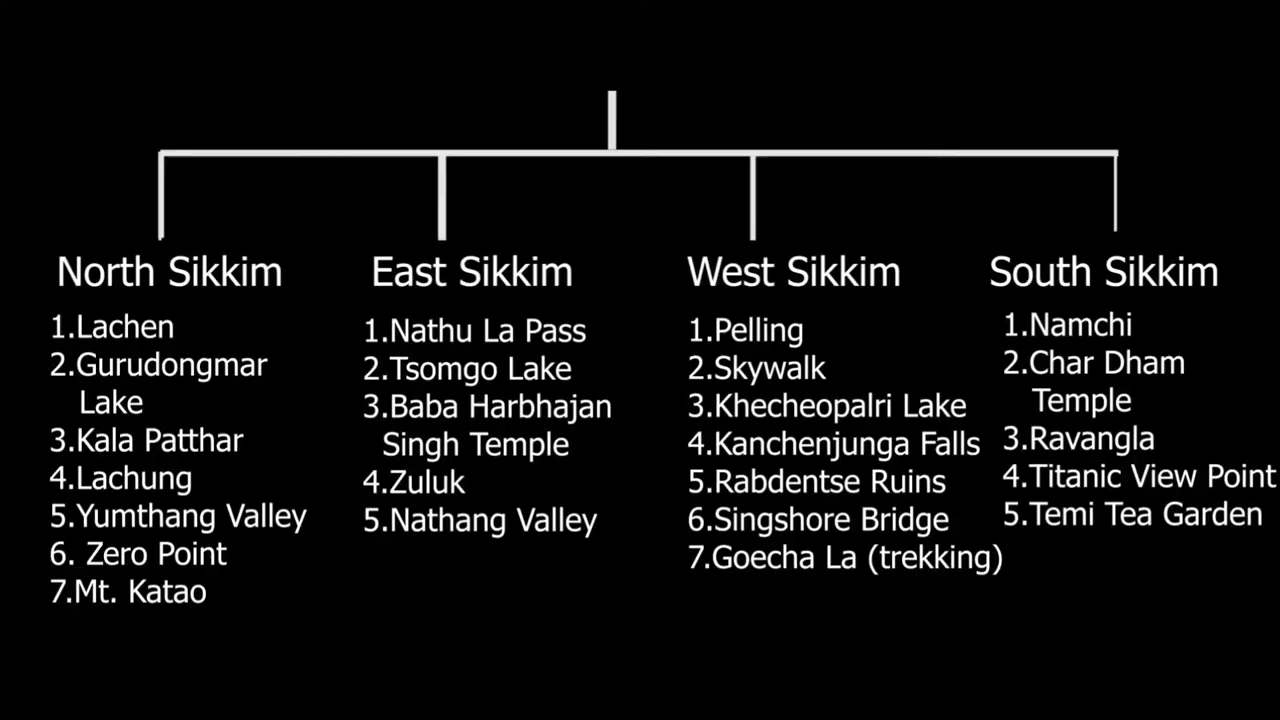 North Sikkim
1.Lachen
2.Gurudongmar
Lake
3.Kala Patthar
4.Lachung
5.Yumthang Valley
6. Zero Point
7.Mt. Katao
East Sikkim
1.Nathu La Pass
2.Tsomgo Lake
3.Baba Harbhajan
Singh Temple
4.Zuluk
5.Nathang Valley
West Sikkim
1.Pelling
2.Skywalk
3.Khecheopalri Lake
4.Kanchenjunga Falls
5.Rabdentse Ruins
6.Singshore Bridge
7.Goecha La (trekking)
South Sikkim
1.Namchi
2.Char Dham
Temple
3.Ravangla
4.Titanic View Point
5.Temi Tea Garden